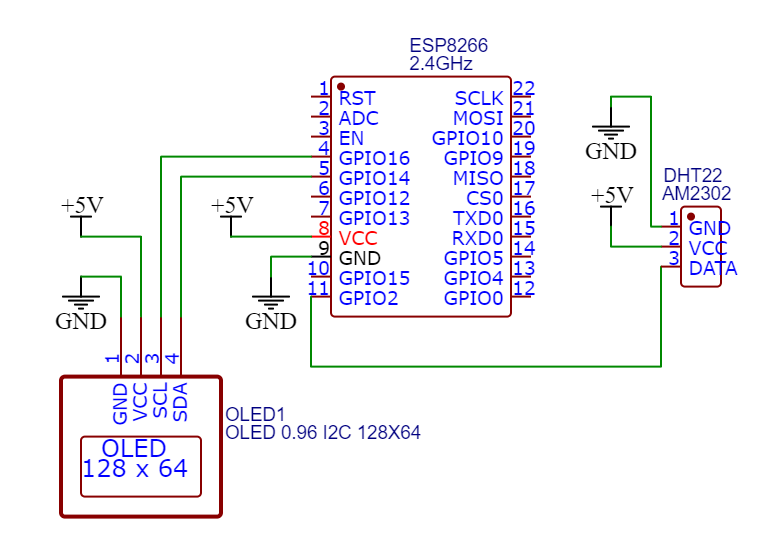 ESP8266
2.4GHz
1 RST
2 ADC
3 EN
4 GPIO16
5 GPIO14
6 GPIO12
7 GPIO13
8 VCC
9 GND
10 GPIO15
11 GPIO2
SCLK 22
MOSI 21
GPIO10 20
GPIO9 19
MISO 18
CS0 17
TXD0 16
RXD0 15
GPIO5 14
GPIO4 13
GPIO0 12
+5V
GND
+5V
GND
GND
+5V
DHT22
AM2302
1 GND
2 VCC
3 DATA
1 GND
2 VCC
3 SCL
4 SDA
OLED1
OLED 0.96 I2C 128X64
OLED
128 x 64